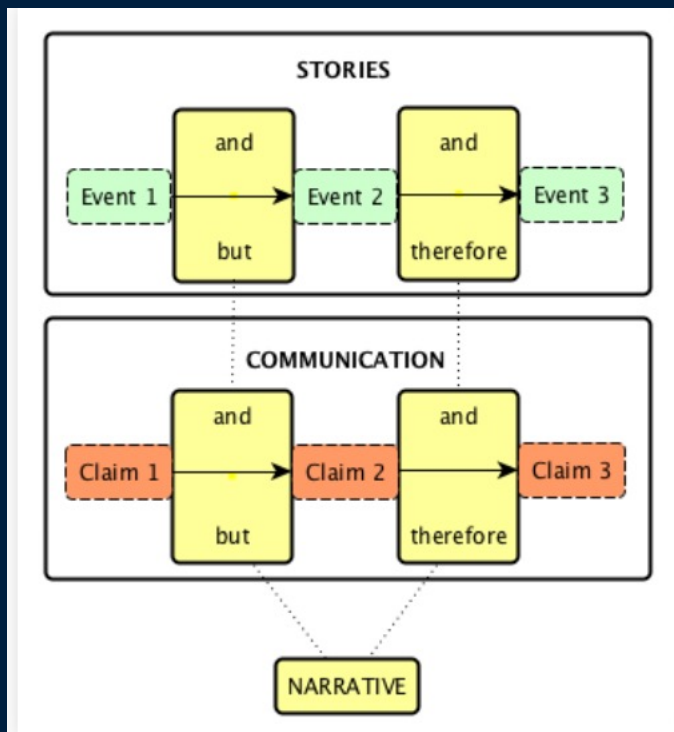 STORIES
and
and
Event 1
Event 2
Event 3
but
therefore
COMMUNICATION
and
and
Claim 1
Claim 2
Claim 3
but
therefore
NARRATIVE